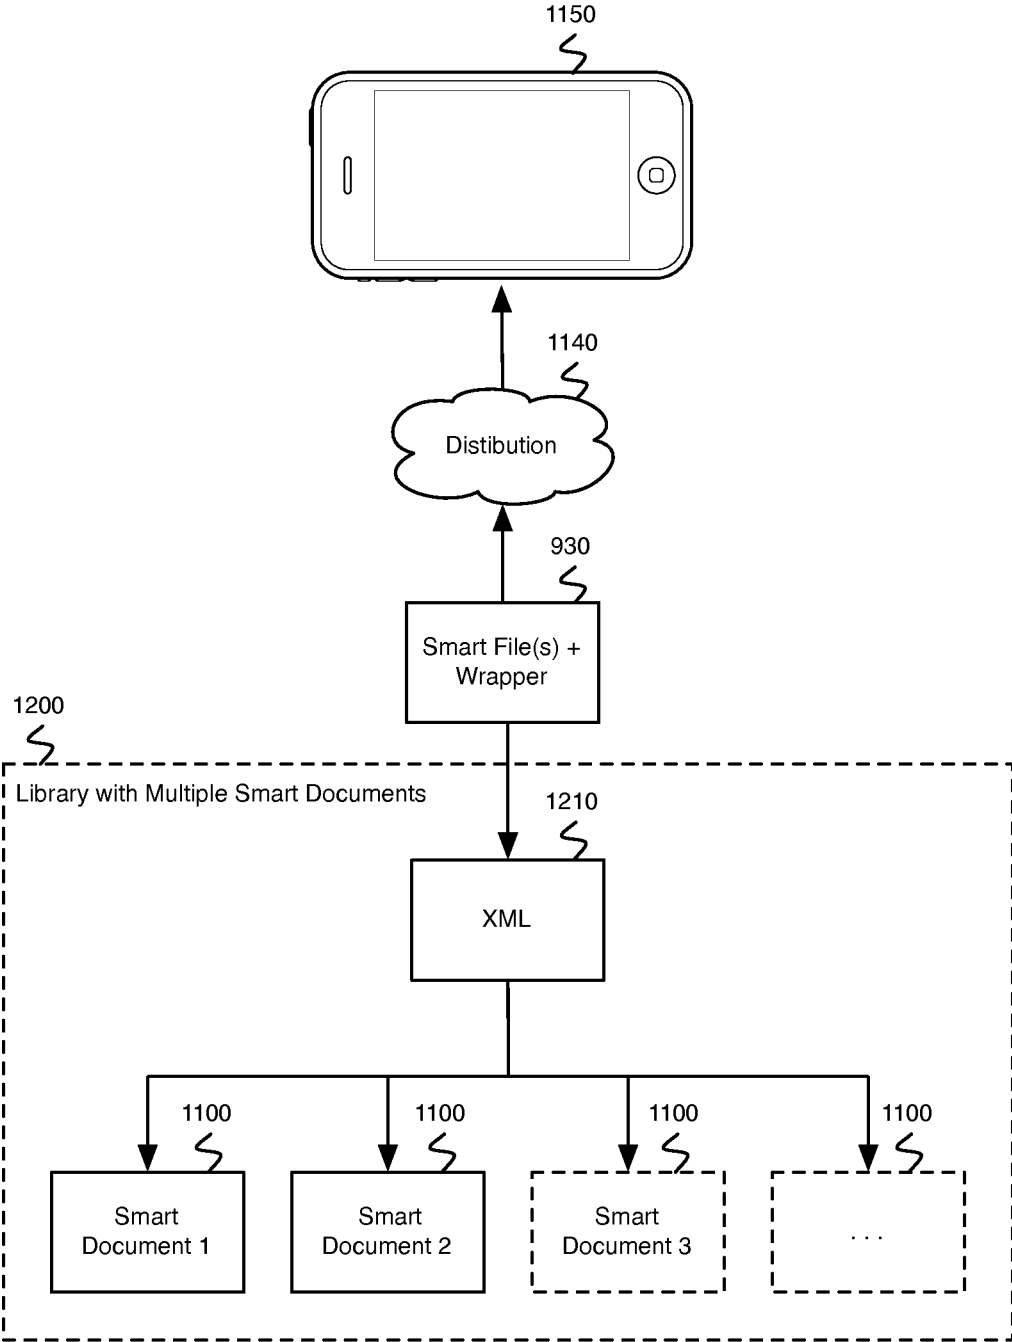 1150
1140
Distibution
930
Smart File(s) +
Wrapper
1200
Library with Multiple Smart Documents
1210
XML
1100
1100
1100
1100
Smart
Document 1
Smart
Document 2
Smart
Document 3
. . .